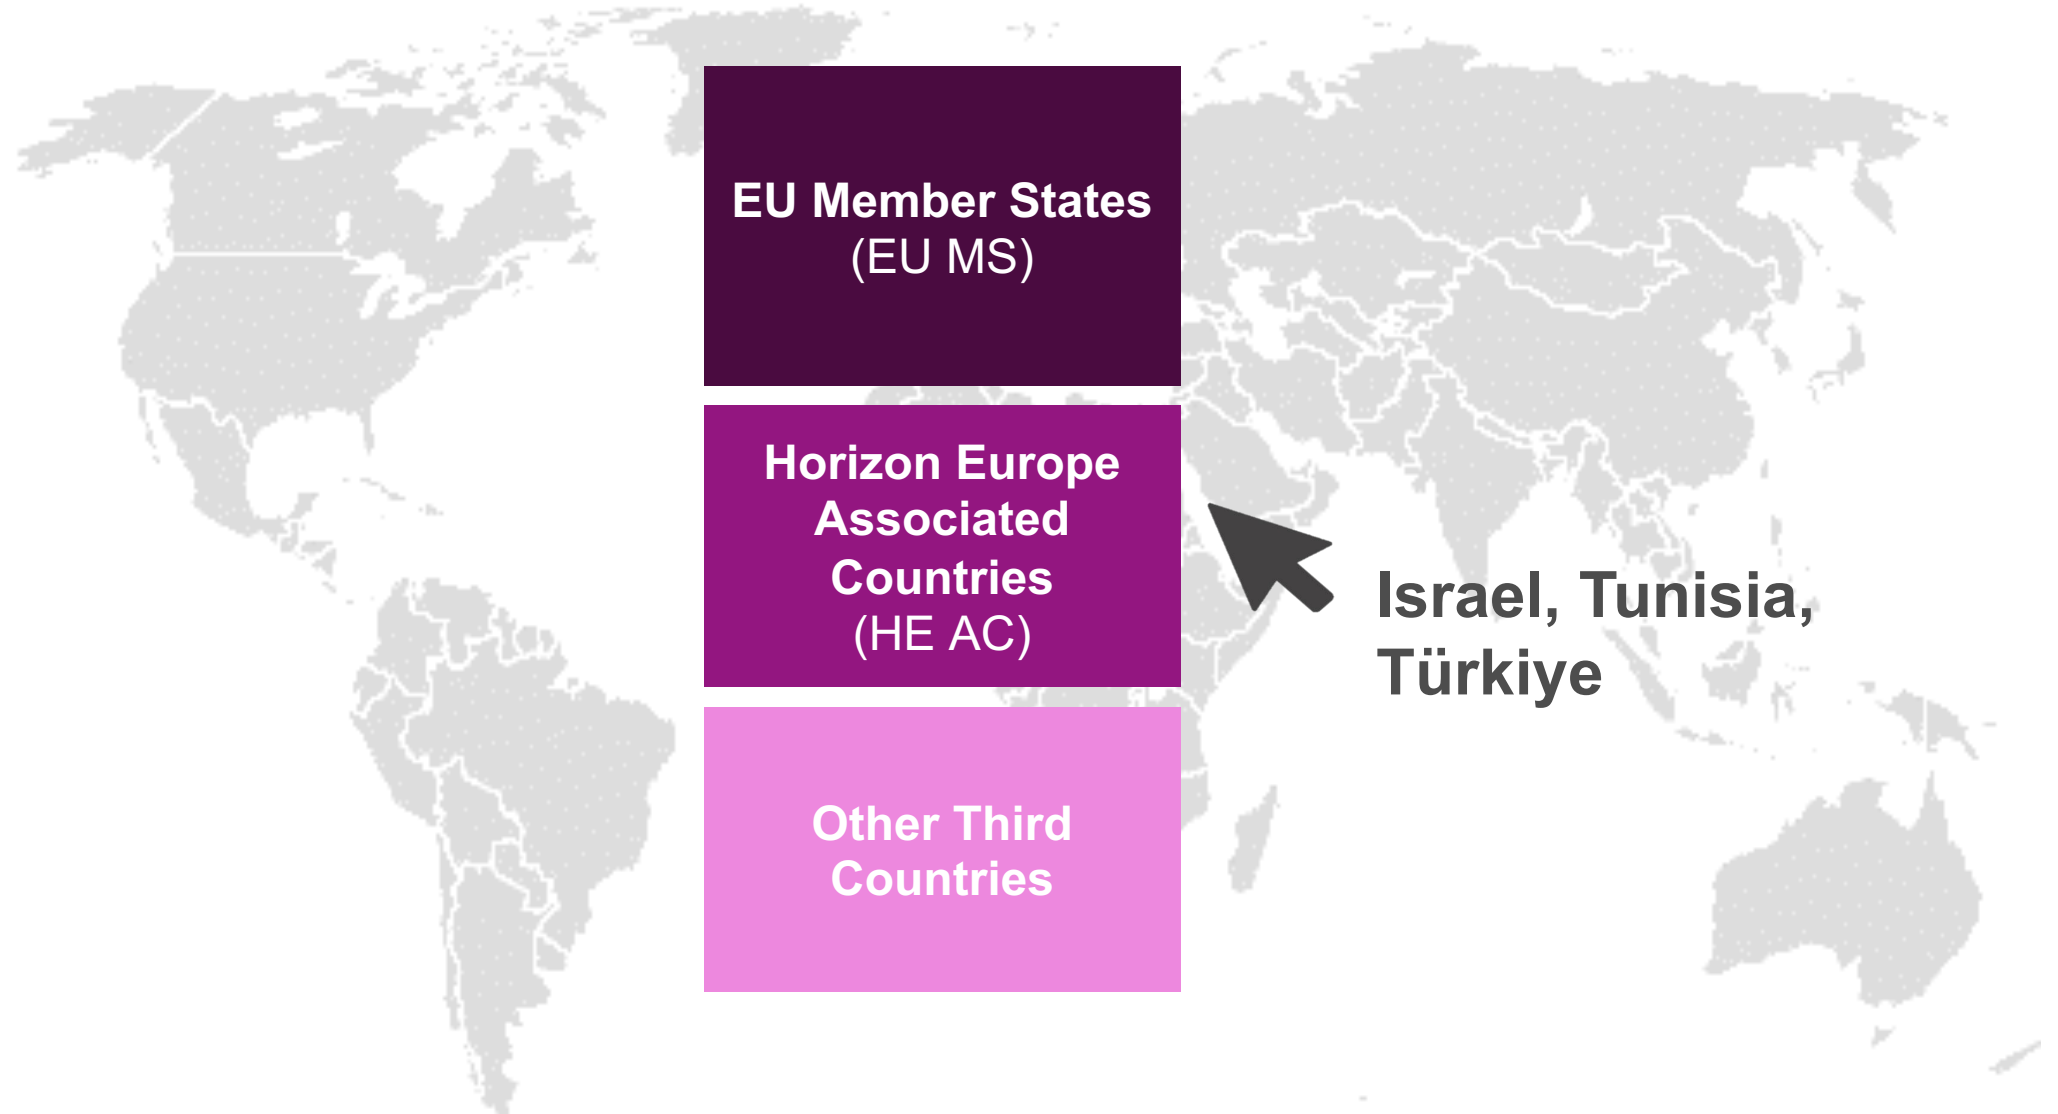 EU Member States
(EU MS)
Horizon Europe
Associated
Countries
(HE AC)
Israel, Tunisia,
Türkiye
Other Third
Countries